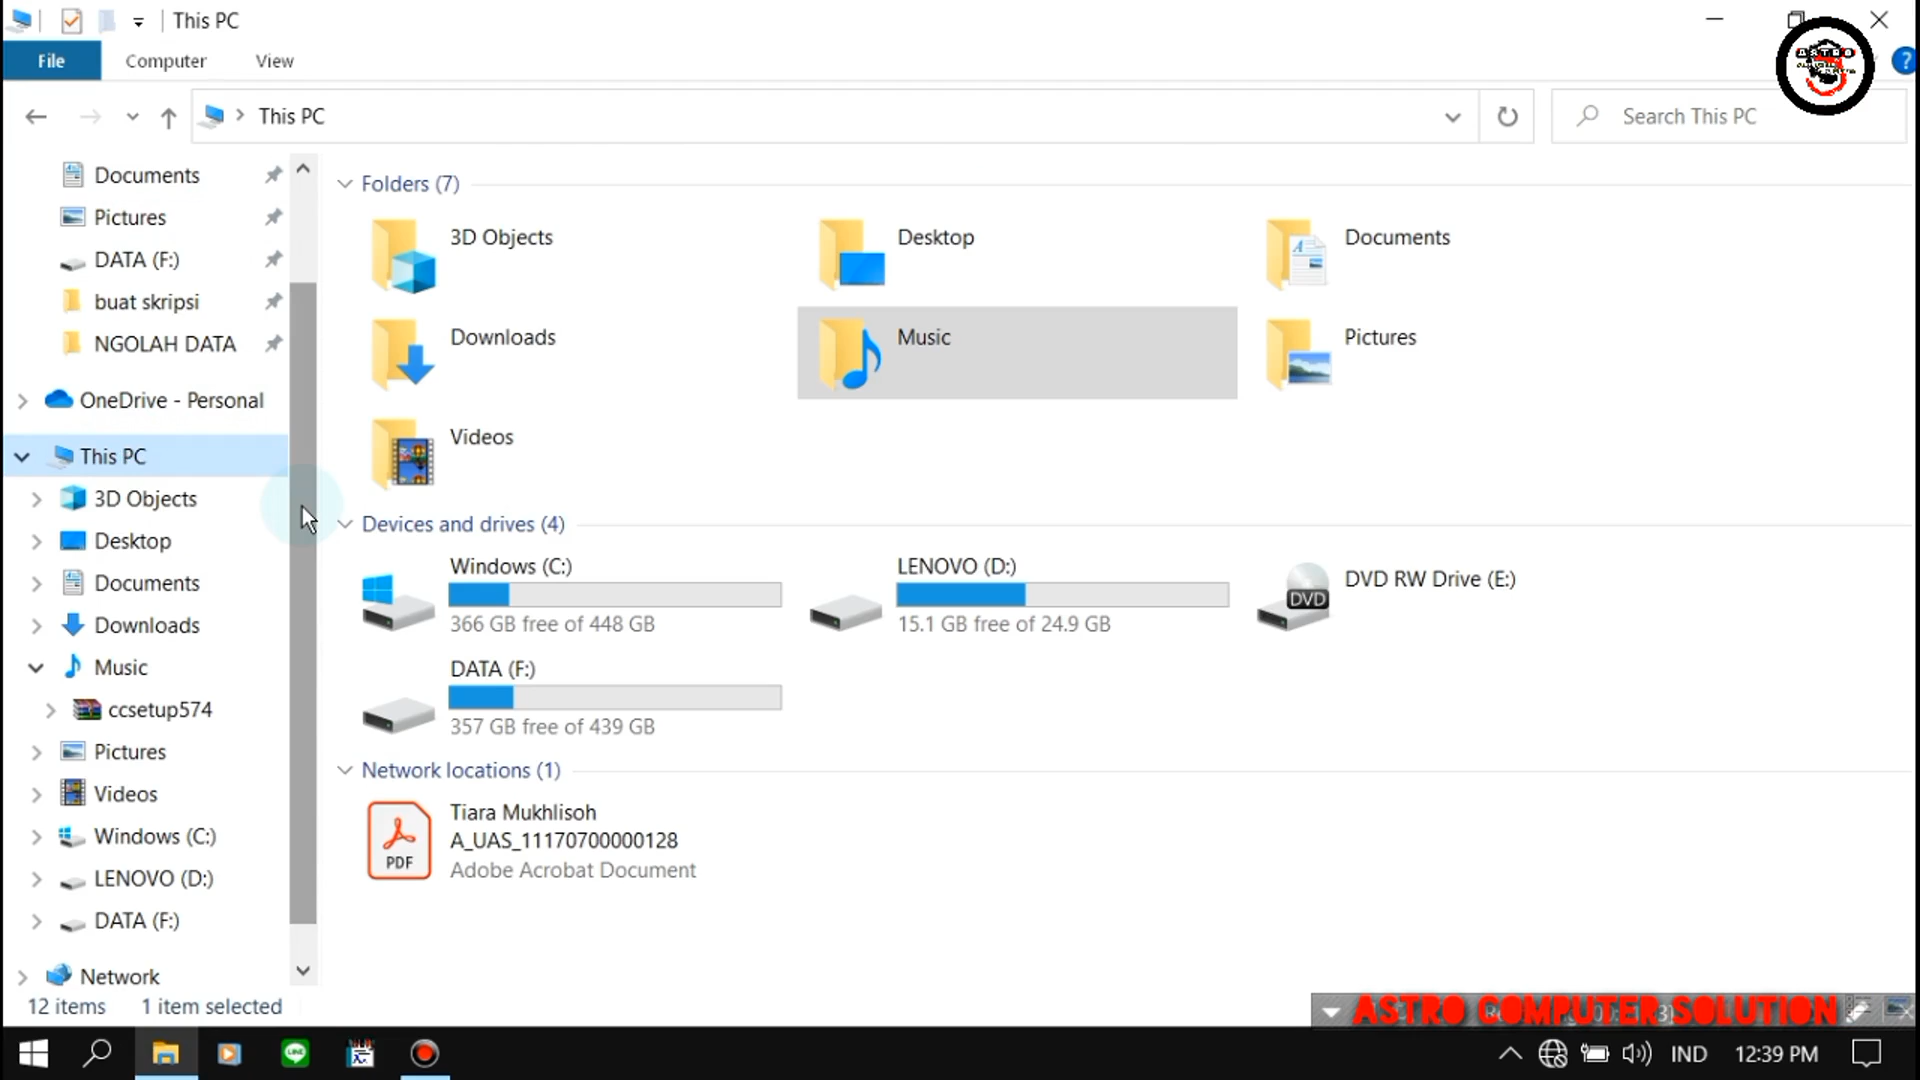 This PC
File
Computer
View
This PC
Search This PC
?
ASTRO
Documents
Pictures
DATA (F:)
buat skripsi
NGOLAH DATA
OneDrive - Personal
This PC
3D Objects
Desktop
Documents
Downloads
Music
ccsetup574
Pictures
Videos
Windows (C:)
LENOVO (D:)
DATA (F:)
Network
Folders (7)
3D Objects
Desktop
Documents
Downloads
Music
Pictures
Videos
Devices and drives (4)
Windows (C:)
366 GB free of 448 GB
LENOVO (D:)
15.1 GB free of 24.9 GB
DVD
DVD RW Drive (E:)
DATA (F:)
357 GB free of 439 GB
Network locations (1)
PDF
Tiara Mukhlisoh
A_UAS_11170700000128
Adobe Acrobat Document
12 items
1 item selected
ASTRO COMPUTER SOLUTION
LINE
IND
12:39 PM